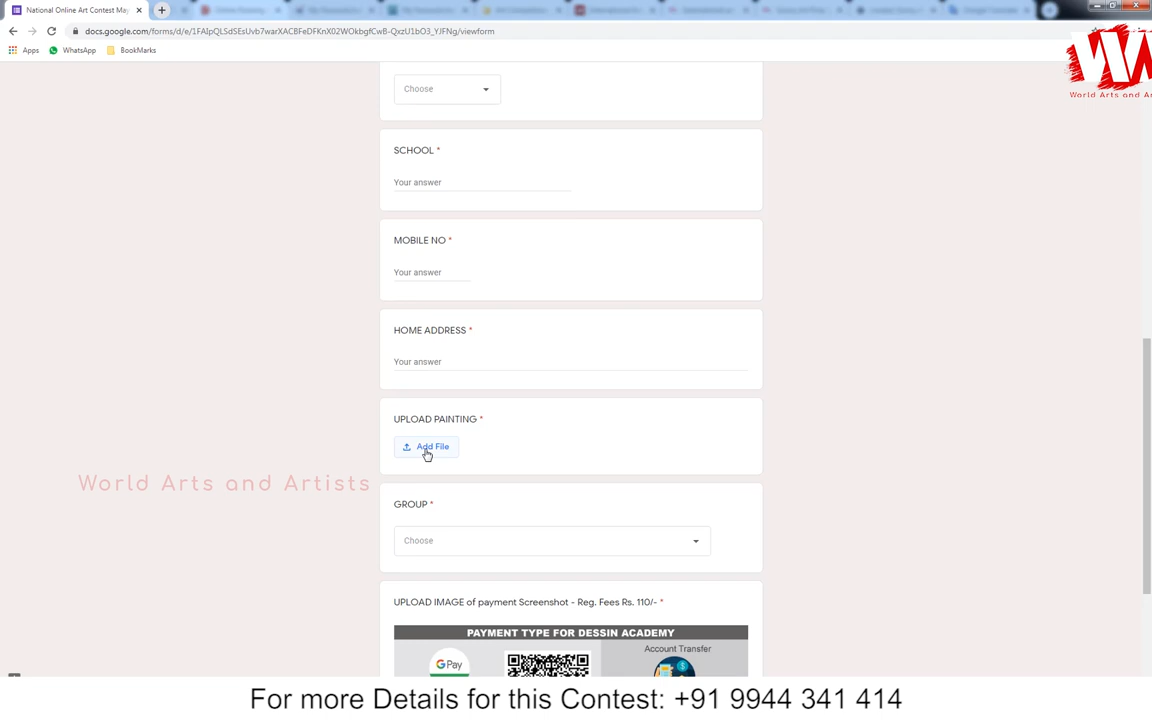 National Online Art Contest May
docs.google.com/forms/d/e/1FAIpQLSdSEsUvb7warXACBFeDFKnX02WOkbgfCwB-QxzU1bO3_YJFNg/viewform
Apps
WhatsApp
BookMarks
World Arts and Ar
Choose
SCHOOL *
Your answer
MOBILE NO *
Your answer
HOME ADDRESS *
Your answer
UPLOAD PAINTING *
Add File
World Arts and Artists
GROUP *
Choose
UPLOAD IMAGE of payment Screenshot - Reg. Fees Rs. 110/- *
PAYMENT TYPE FOR DESSIN ACADEMY
G Pay
Account Transfer
For more Details for this Contest: +91 9944 341 414